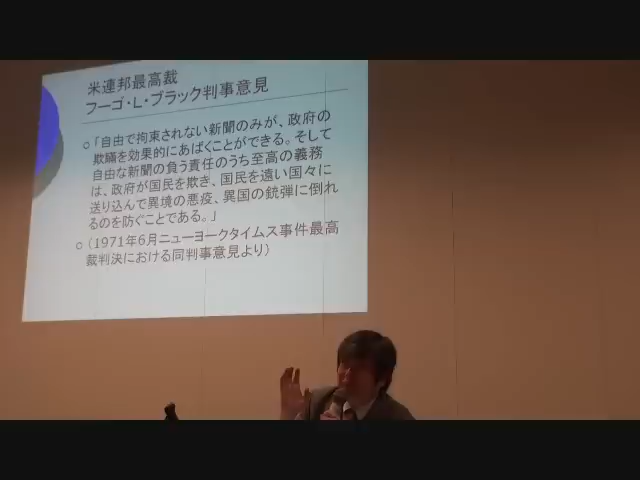 米連邦最高裁
フーゴ・L・ブラック判事意見
○「自由で拘束されない新聞のみが、政府の
欺瞞を効果的にあばくことができる。そして
自由な新聞の負う責任のうち至高の義務
は、政府が国民を欺き、国民を遠い国々に
送り込んで異境の悪疫、異国の銃弾に倒れ
るのを防ぐことである。」
○（1971年6月ニューヨークタイムス事件最高
裁判決における同判事意見より）